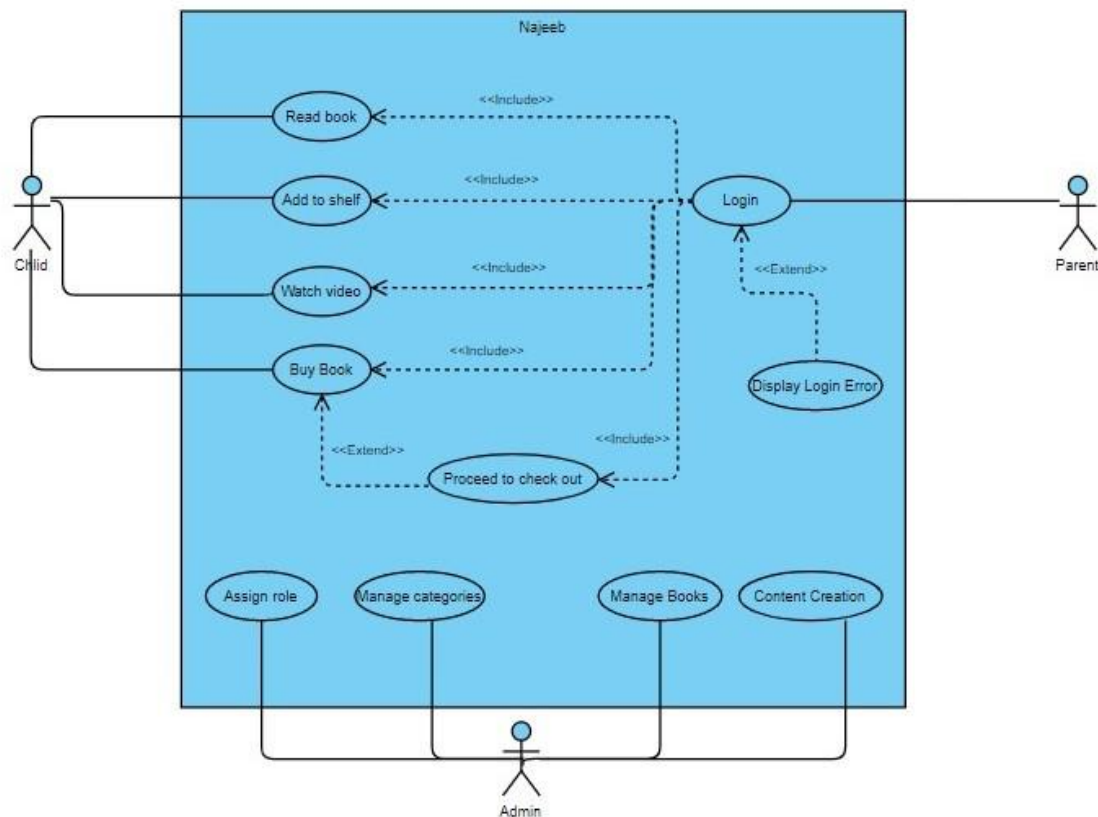 Najeeb
<<Include>>
Read book
<<Include>>
Add to shelf
Login
Chlid
Parent
<<Include>>
<<Extend>>
Watch video
<<Include>>
Buy Book
Display Login Error
<<Include>>
<<Extend>>
Proceed to check out
Assign role
Manage categories
Manage Books
Content Creation
Admin